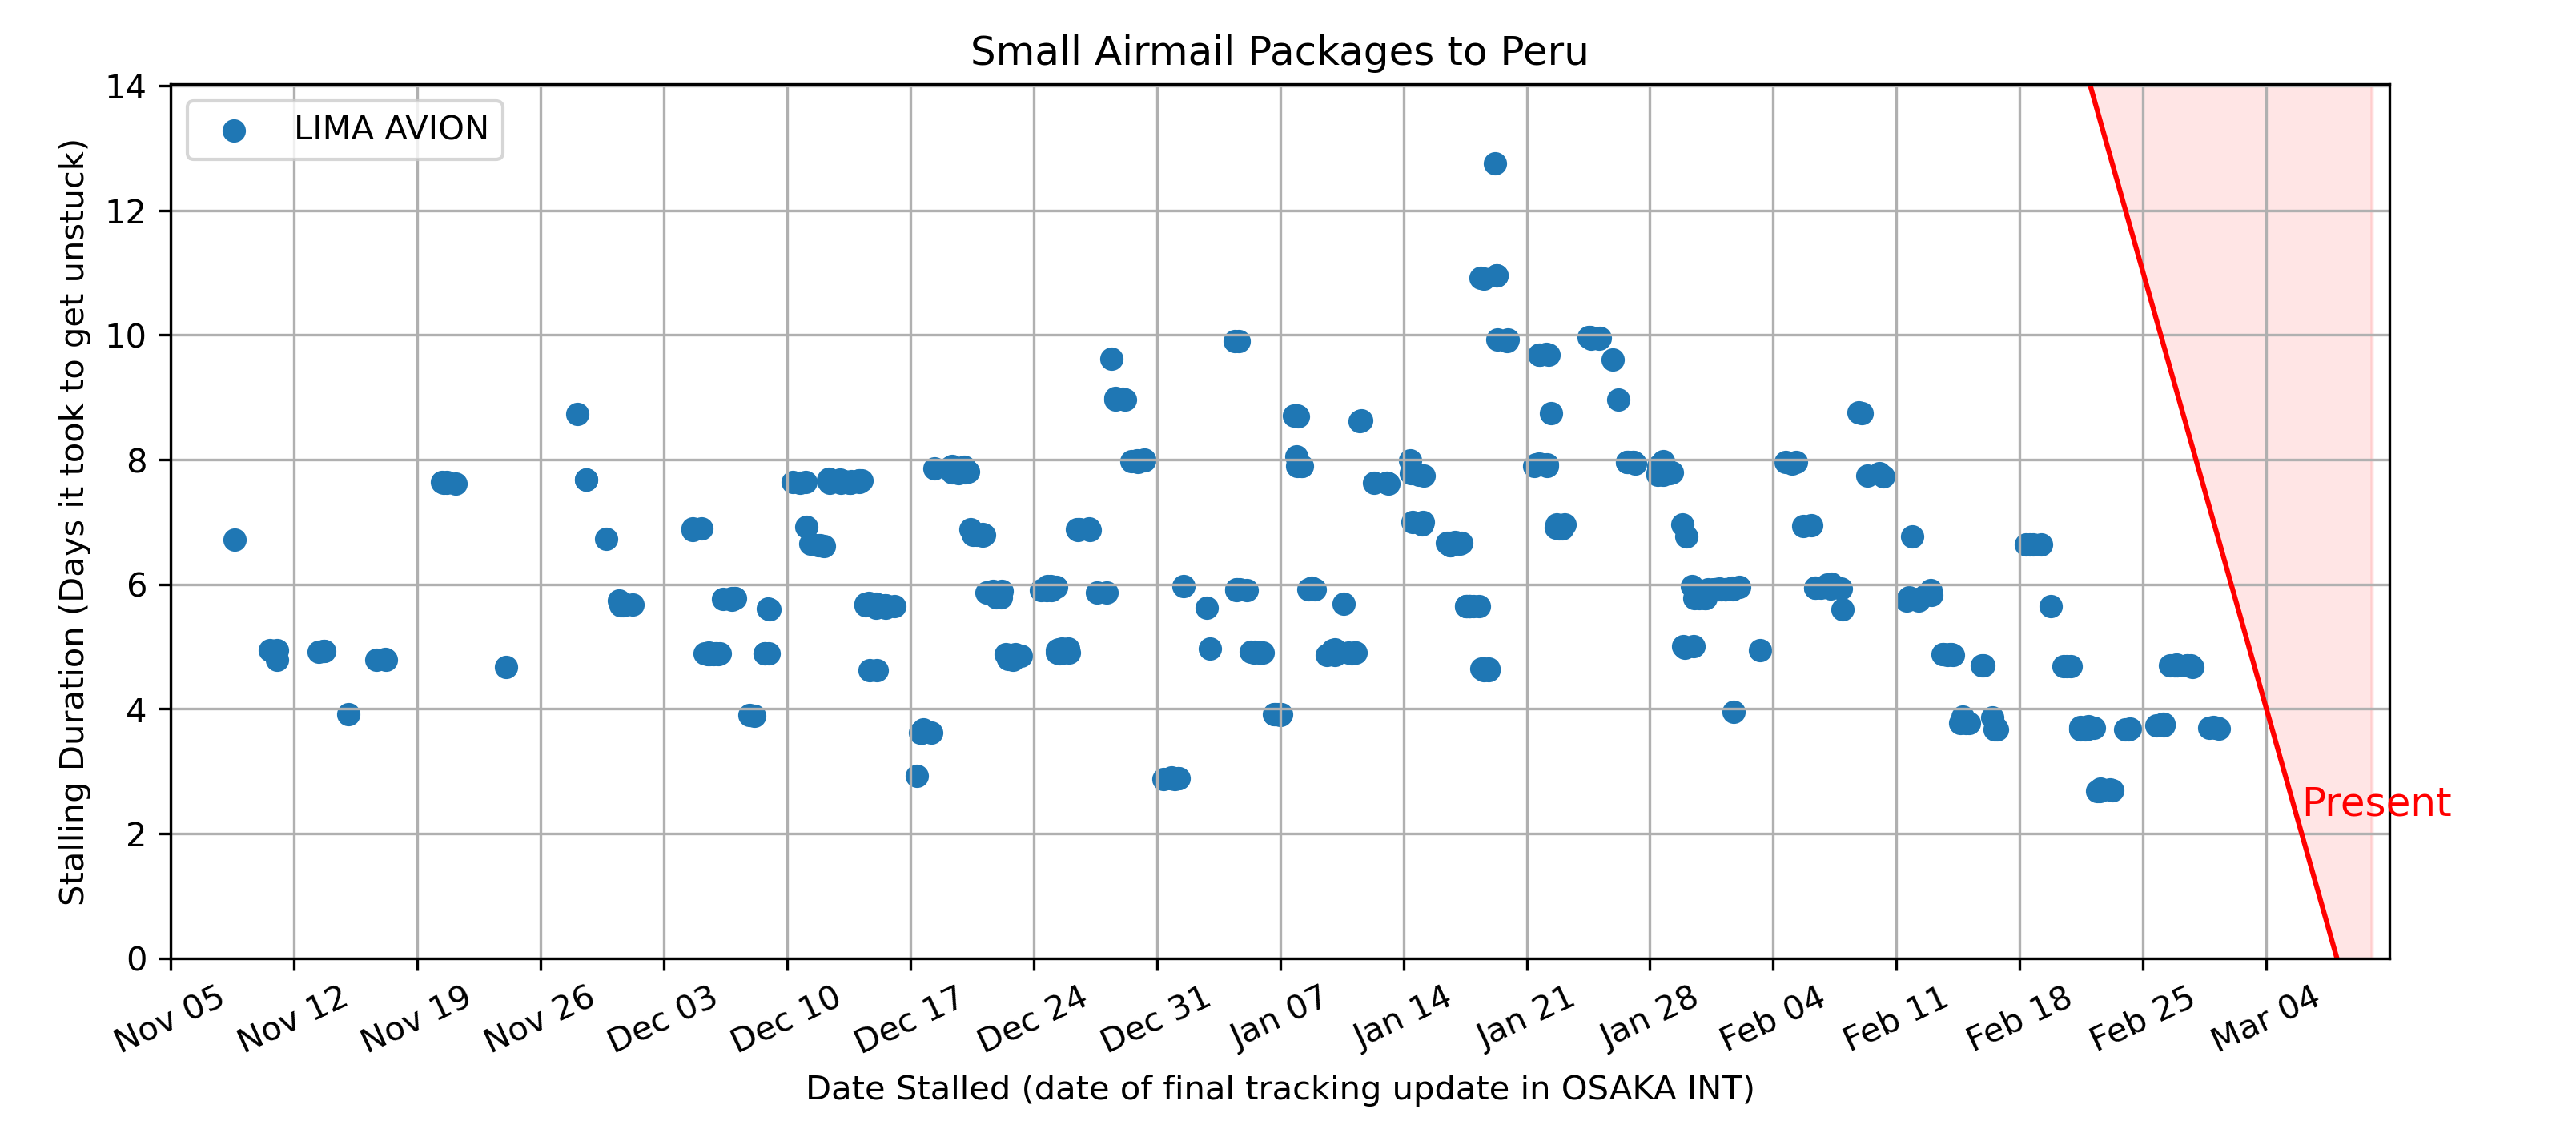 Small Airmail Packages to Peru
LIMA AVION
Stalling Duration (Days it took to get unstuck)
14
12
10
8
6
4
2
0
Present
Nov 05
Nov 12
Nov 19
Nov 26
Dec 03
Dec 10
Dec 17
Dec 24
Dec 31
Jan 07
Jan 14
Jan 21
Jan 28
Feb 04
Feb 11
Feb 18
Feb 25
Mar 04
Date Stalled (date of final tracking update in OSAKA INT)